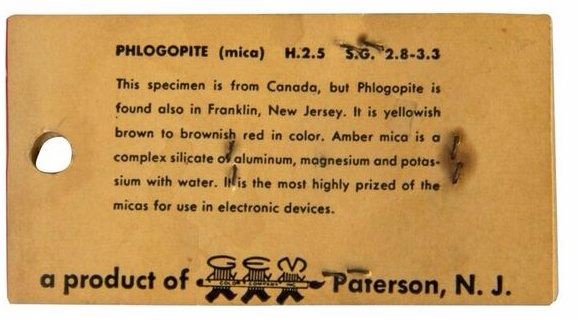 PHLOGOPITE (mica) H.2.5 S.G. 2.8-3.3
This specimen is from Canada, but Phlogopite is
found also in Franklin, New Jersey. It is yellowish
brown to brownish red in color. Amber mica is a
complex silicate of aluminum, magnesium and potas-
sium with water. It is the most highly prized of the
micas for use in electronic devices.
a product of GEM COLOR COMPANY INC. Paterson, N. J.